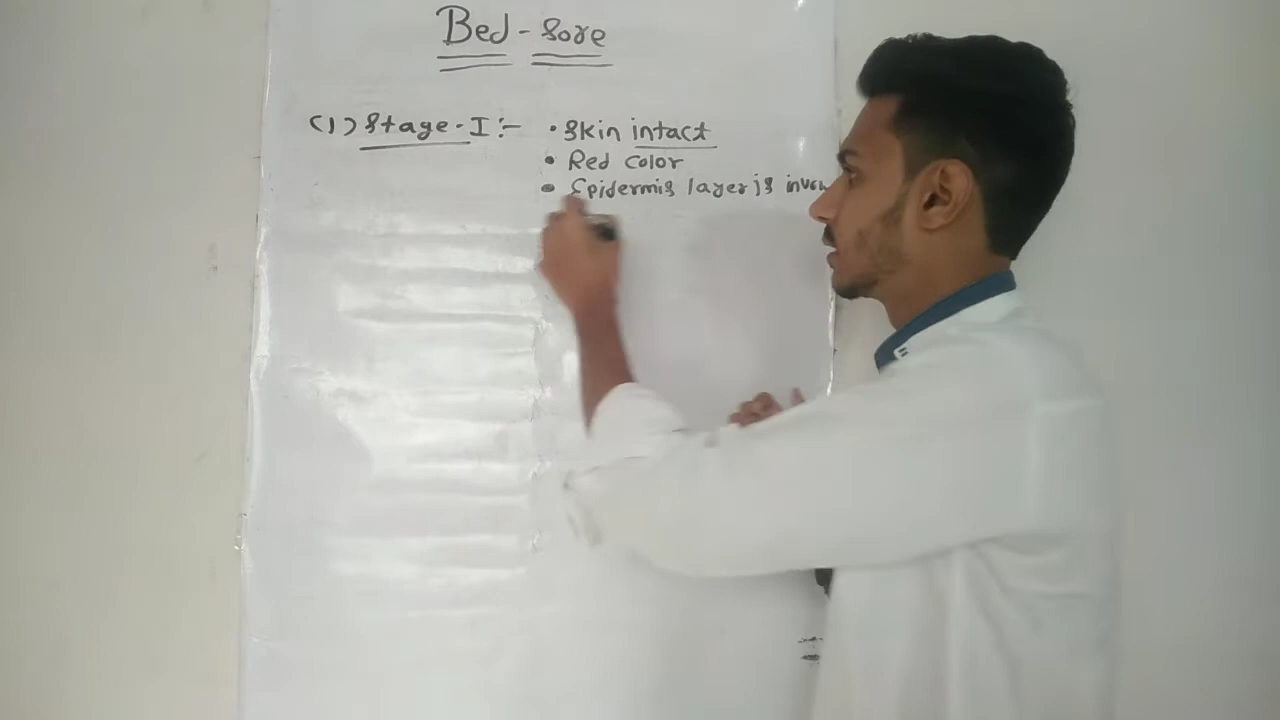 Bed - Sore
(1) Stage - I :- • Skin intact
• Red color
• Epidermis layer is